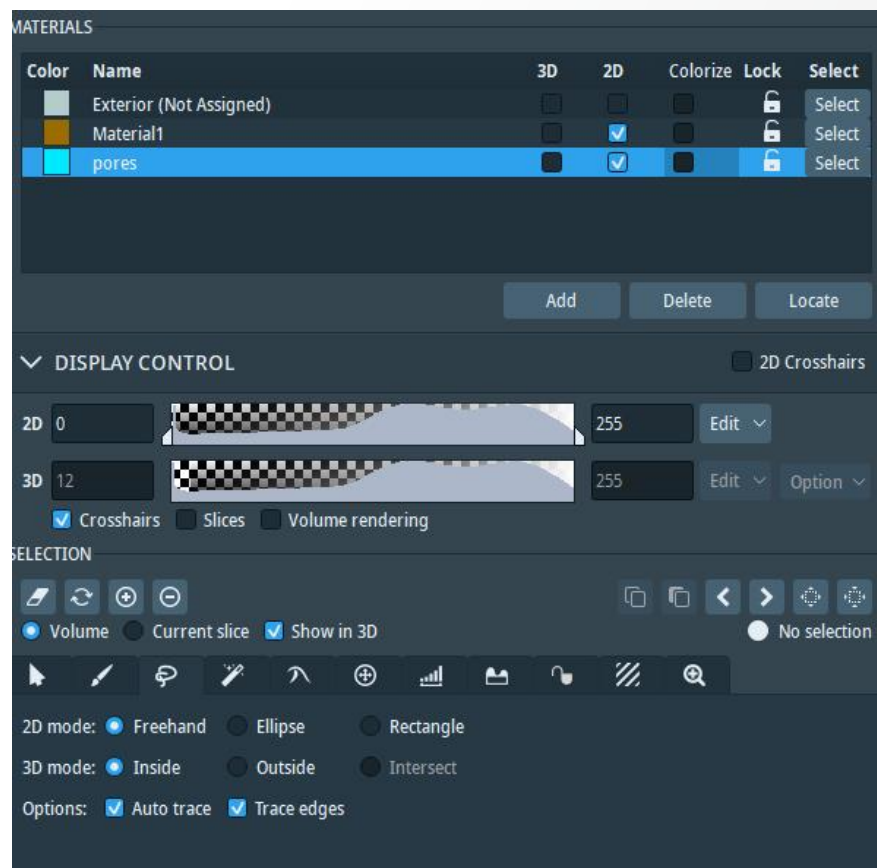 MATERIALS
Color Name 3D 2D Colorize Lock Select
Exterior (Not Assigned) Select
Material1 Select
pores Select
Add Delete Locate
DISPLAY CONTROL 2D Crosshairs
2D 0 255 Edit
3D 12 255 Edit Option
Crosshairs Slices Volume rendering
SELECTION
Volume Current slice Show in 3D No selection
2D mode: Freehand Ellipse Rectangle
3D mode: Inside Outside Intersect
Options: Auto trace Trace edges